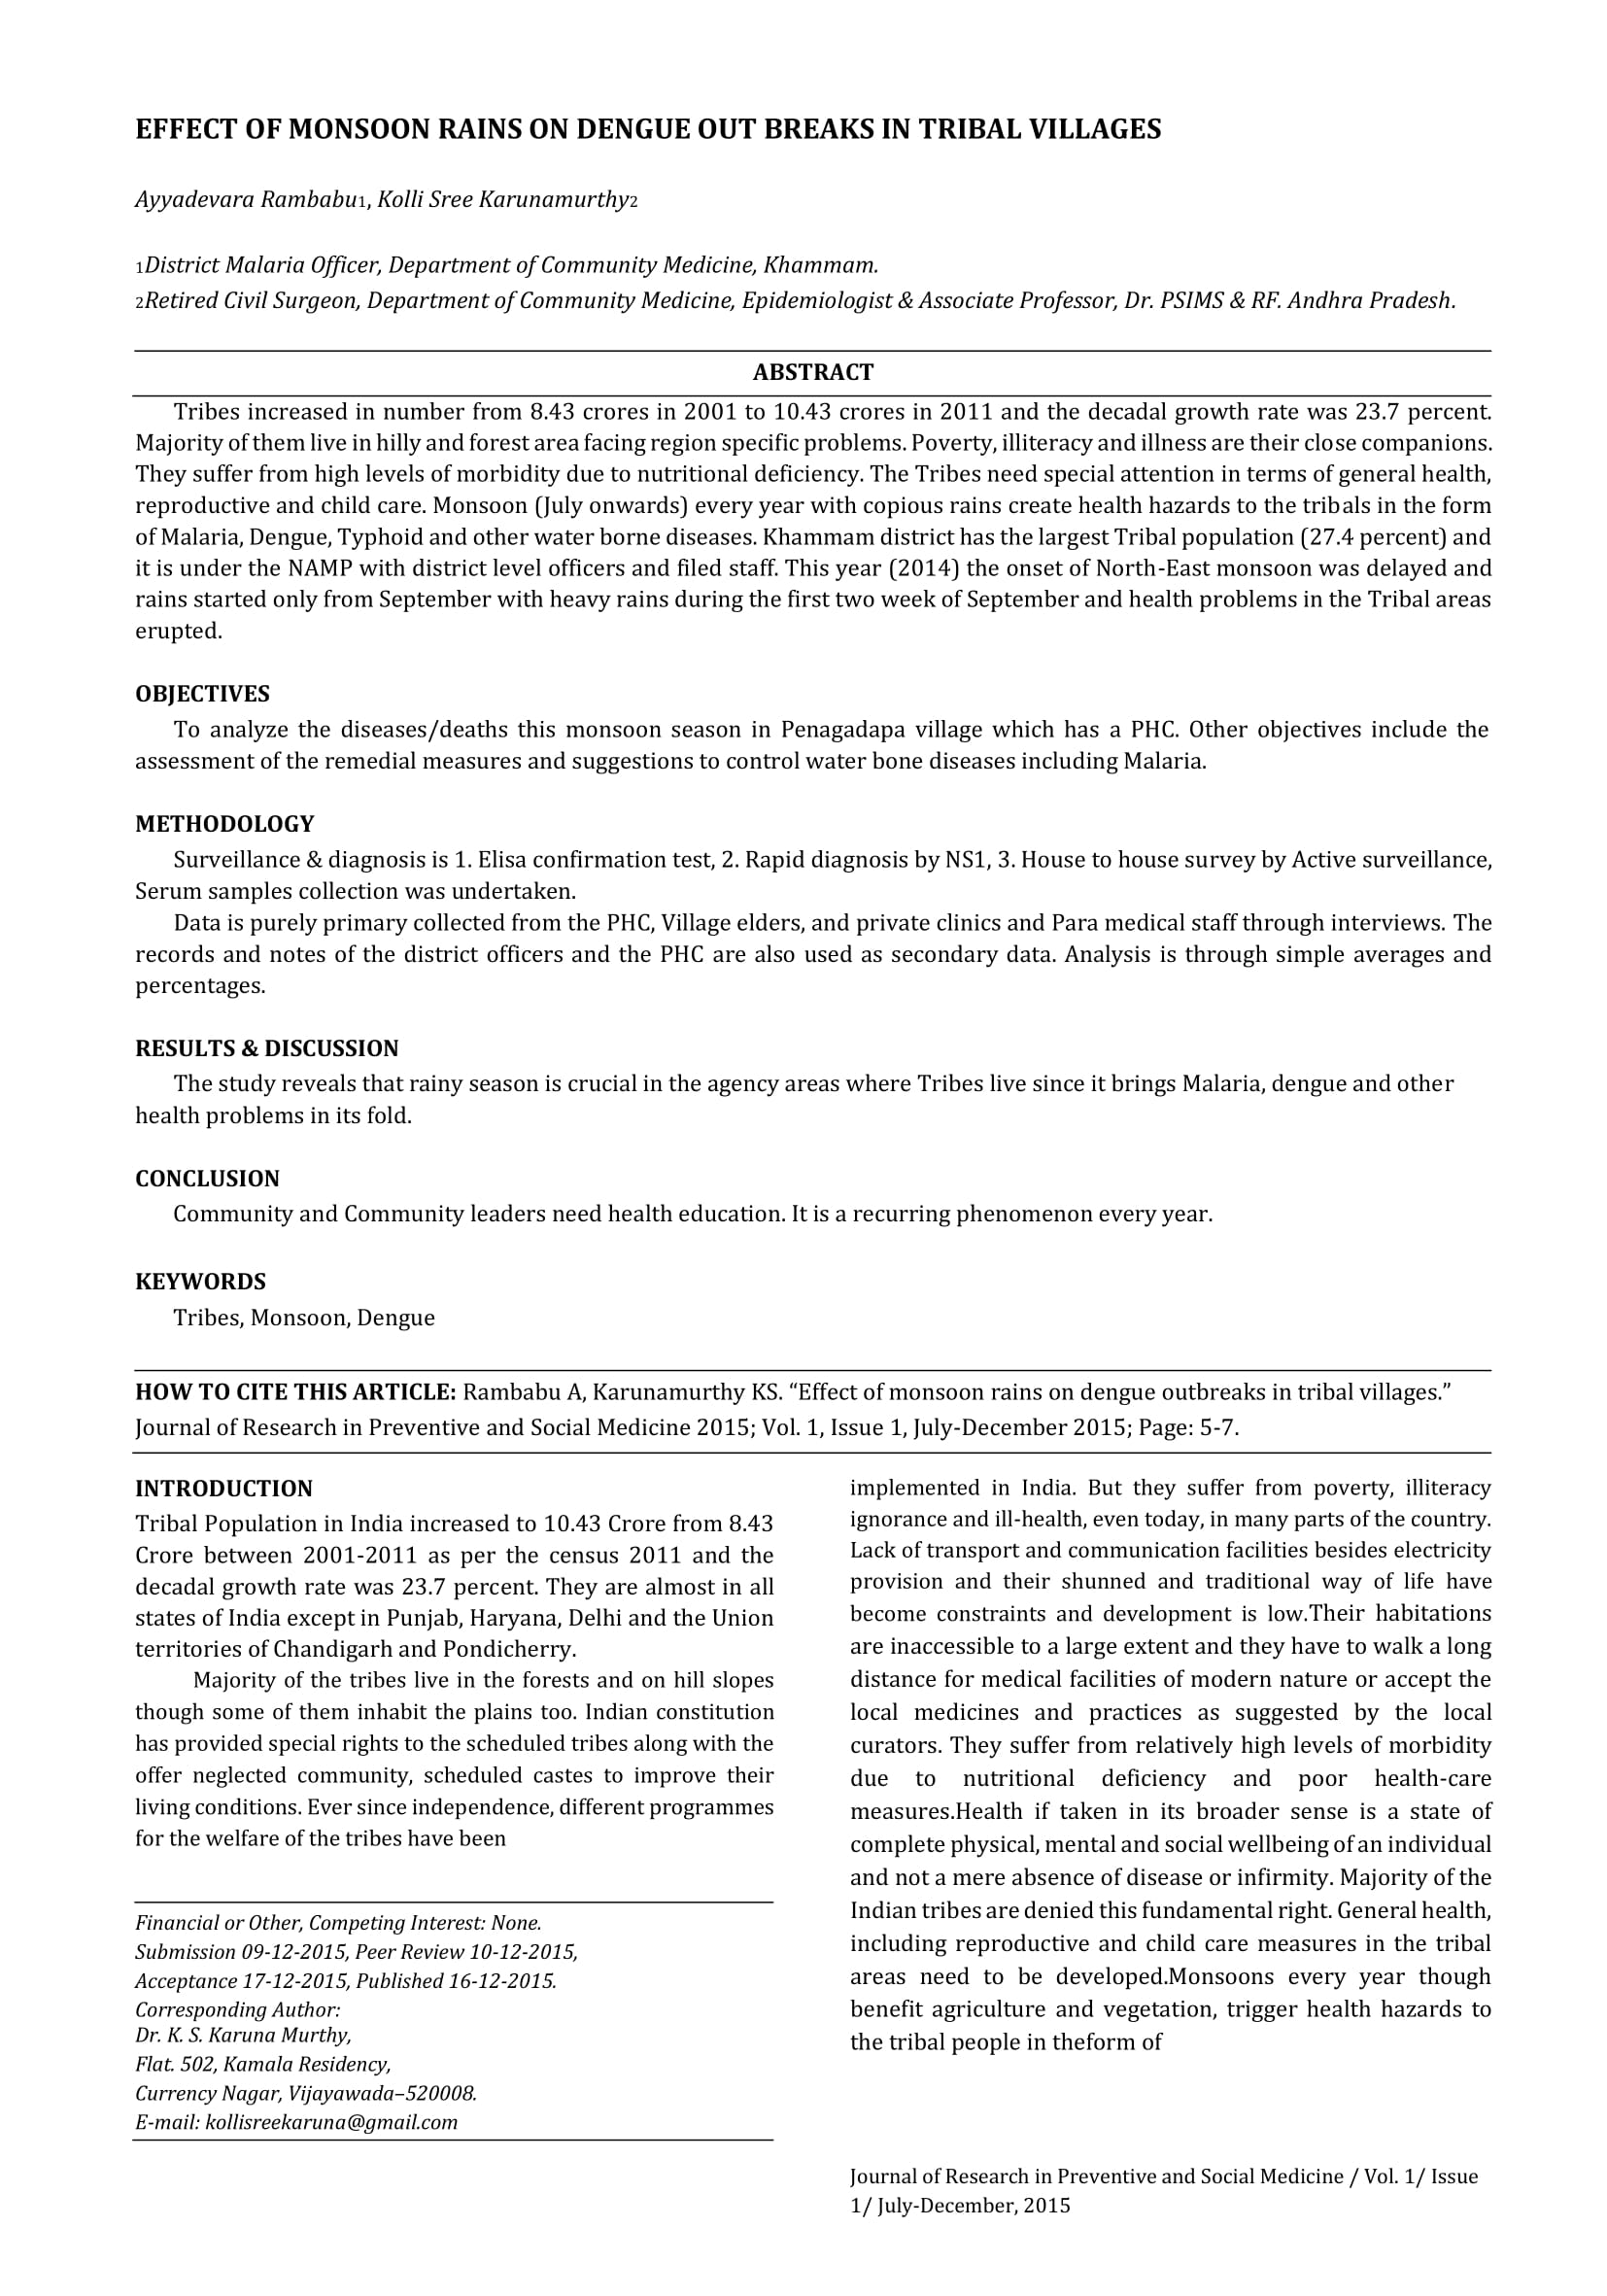 EFFECT OF MONSOON RAINS ON DENGUE OUT BREAKS IN TRIBAL VILLAGES
Ayyadevara Rambabu1, Kolli Sree Karunamurthy2
1District Malaria Officer, Department of Community Medicine, Khammam.
2Retired Civil Surgeon, Department of Community Medicine, Epidemiologist & Associate Professor, Dr. PSIMS & RF. Andhra Pradesh.
ABSTRACT
Tribes increased in number from 8.43 crores in 2001 to 10.43 crores in 2011 and the decadal growth rate was 23.7 percent.
Majority of them live in hilly and forest area facing region specific problems. Poverty, illiteracy and illness are their close companions.
They suffer from high levels of morbidity due to nutritional deficiency. The Tribes need special attention in terms of general health,
reproductive and child care. Monsoon (July onwards) every year with copious rains create health hazards to the tribals in the form
of Malaria, Dengue, Typhoid and other water borne diseases. Khammam district has the largest Tribal population (27.4 percent) and
it is under the NAMP with district level officers and filed staff. This year (2014) the onset of North-East monsoon was delayed and
rains started only from September with heavy rains during the first two week of September and health problems in the Tribal areas
erupted.
OBJECTIVES
To analyze the diseases/deaths this monsoon season in Penagadapa village which has a PHC. Other objectives include the
assessment of the remedial measures and suggestions to control water bone diseases including Malaria.
METHODOLOGY
Surveillance & diagnosis is 1. Elisa confirmation test, 2. Rapid diagnosis by NS1, 3. House to house survey by Active surveillance,
Serum samples collection was undertaken.
Data is purely primary collected from the PHC, Village elders, and private clinics and Para medical staff through interviews. The
records and notes of the district officers and the PHC are also used as secondary data. Analysis is through simple averages and
percentages.
RESULTS & DISCUSSION
The study reveals that rainy season is crucial in the agency areas where Tribes live since it brings Malaria, dengue and other
health problems in its fold.
CONCLUSION
Community and Community leaders need health education. It is a recurring phenomenon every year.
KEYWORDS
Tribes, Monsoon, Dengue
HOW TO CITE THIS ARTICLE: Rambabu A, Karunamurthy KS. “Effect of monsoon rains on dengue outbreaks in tribal villages.”
Journal of Research in Preventive and Social Medicine 2015; Vol. 1, Issue 1, July-December 2015; Page: 5-7.
INTRODUCTION
Tribal Population in India increased to 10.43 Crore from 8.43
Crore between 2001-2011 as per the census 2011 and the
decadal growth rate was 23.7 percent. They are almost in all
states of India except in Punjab, Haryana, Delhi and the Union
territories of Chandigarh and Pondicherry.
Majority of the tribes live in the forests and on hill slopes
though some of them inhabit the plains too. Indian constitution
has provided special rights to the scheduled tribes along with the
offer neglected community, scheduled castes to improve their
living conditions. Ever since independence, different programmes
for the welfare of the tribes have been
Financial or Other, Competing Interest: None.
Submission 09-12-2015, Peer Review 10-12-2015,
Acceptance 17-12-2015, Published 16-12-2015.
Corresponding Author:
Dr. K. S. Karuna Murthy,
Flat. 502, Kamala Residency,
Currency Nagar, Vijayawada–520008.
E-mail: kollisreekaruna@gmail.com
implemented in India. But they suffer from poverty, illiteracy
ignorance and ill-health, even today, in many parts of the country.
Lack of transport and communication facilities besides electricity
provision and their shunned and traditional way of life have
become constraints and development is low.Their habitations
are inaccessible to a large extent and they have to walk a long
distance for medical facilities of modern nature or accept the
local medicines and practices as suggested by the local
curators. They suffer from relatively high levels of morbidity
due to nutritional deficiency and poor health-care
measures.Health if taken in its broader sense is a state of
complete physical, mental and social wellbeing of an individual
and not a mere absence of disease or infirmity. Majority of the
Indian tribes are denied this fundamental right. General health,
including reproductive and child care measures in the tribal
areas need to be developed.Monsoons every year though
benefit agriculture and vegetation, trigger health hazards to
the tribal people in theform of
Journal of Research in Preventive and Social Medicine / Vol. 1/ Issue
1/ July-December, 2015